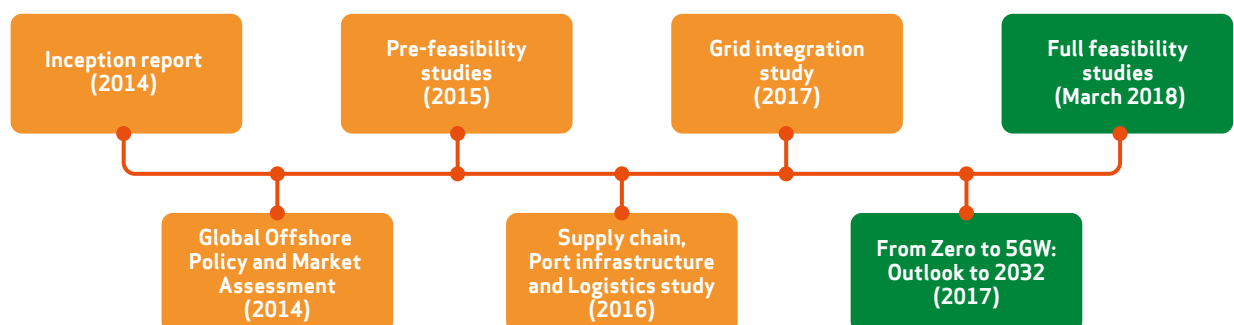 Inception report
(2014)
Pre-feasibility
studies
(2015)
Grid integration
study
(2017)
Full feasibility
studies
(March 2018)
Global Offshore
Policy and Market
Assessment
(2014)
Supply chain,
Port infrastructure
and Logistics study
(2016)
From Zero to 5GW:
Outlook to 2032
(2017)